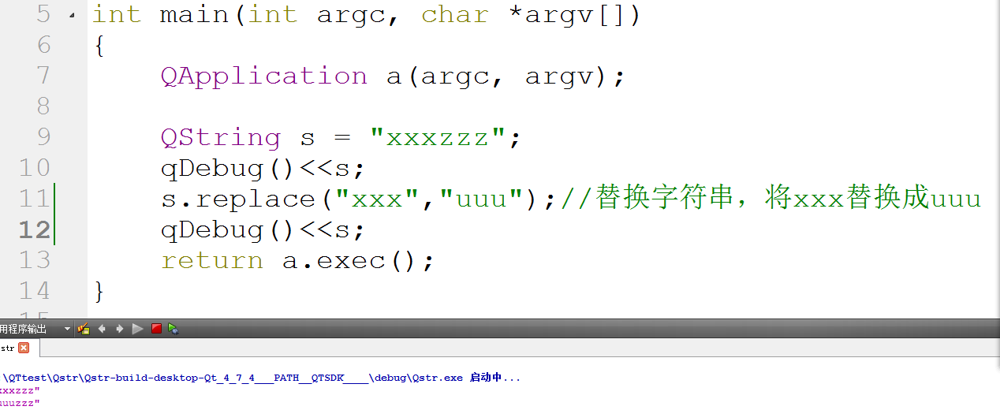 5 int main(int argc, char *argv[])
6 {
7 QApplication a(argc, argv);
8
9 QString s = "xxxzzz";
10 qDebug()<<s;
11 s.replace("xxx","uuu");//替换字符串，将xxx替换成uuu
12 qDebug()<<s;
13 return a.exec();
14 }
15
用程序输出
str
\QTtest\Qstr\Qstr-build-desktop-Qt_4_7_4___PATH__QTSDK____\debug\Qstr.exe 启动中...
xxxzzz"
uuuzzz"